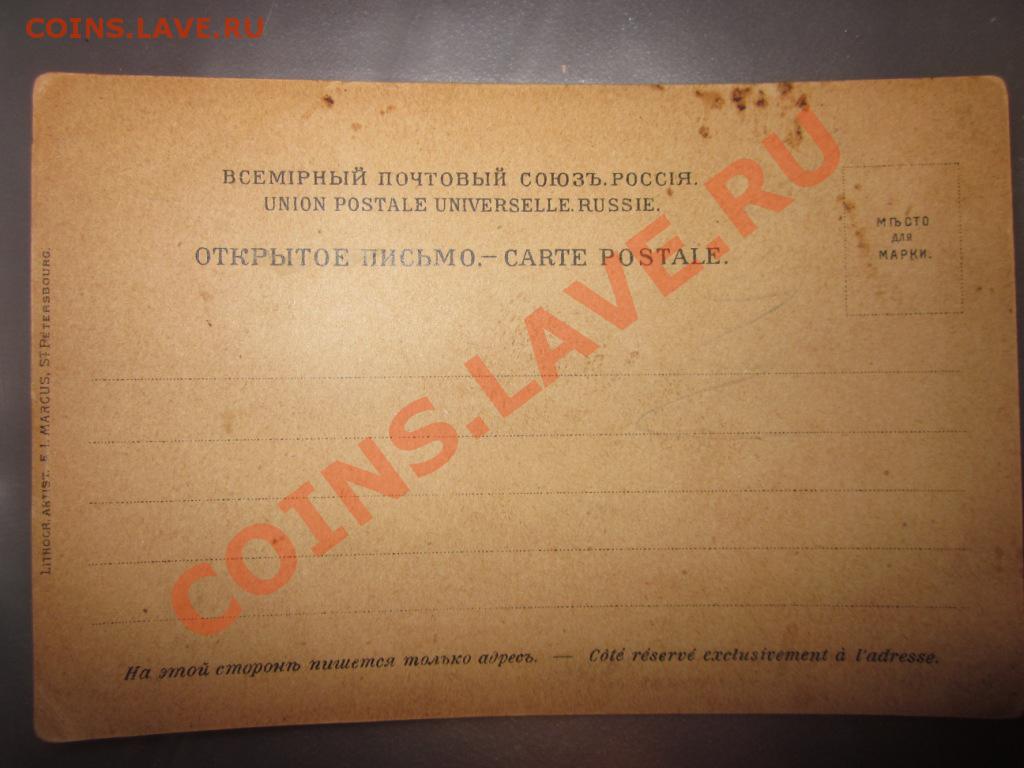 COINS.LAVE.RU
ВСЕМІРНЫЙ ПОЧТОВЫЙ СОЮЗЪ.РОССІЯ.
UNION POSTALE UNIVERSELLE.RUSSIE.
ОТКРЫТОЕ ПИСЬМО.—CARTE POSTALE.
МѢСТО
ДЛЯ
МАРКИ.
LITHOGR. ARTIST. E.I. MARCUS, ST PÉTERSBOURG.
COINS.LAVE.RU
На этой сторонѣ пишется только адресъ. — Côté réservé exclusivement à l'adresse.